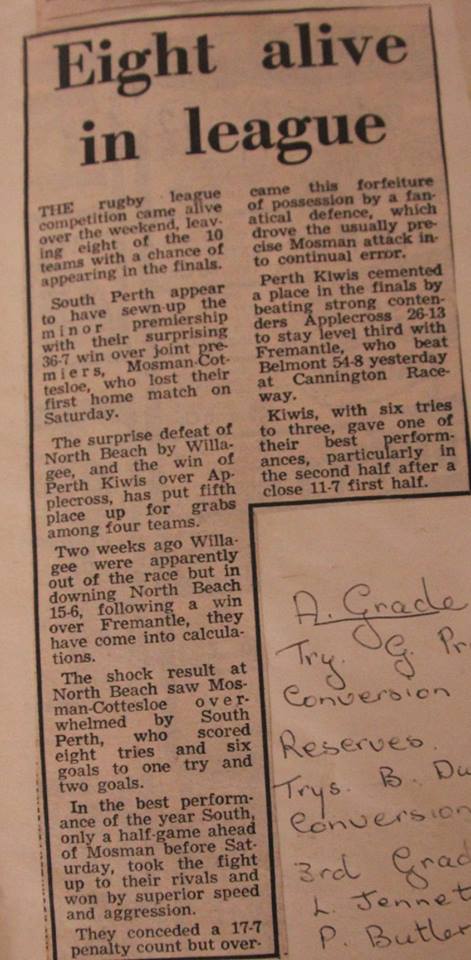 Eight alive
in league
THE rugby league
competition came alive
over the weekend, leav-
ing eight of the 10
teams with a chance of
appearing in the finals.
South Perth appear
to have sewn-up the
minor premiership
with their surprising
36-7 win over joint pre-
miers, Mosman-Cot-
tesloe, who lost their
first home match on
Saturday.
The surprise defeat of
North Beach by Willa-
gee, and the win of
Perth Kiwis over Ap-
plecross, has put fifth
place up for grabs
among four teams.
Two weeks ago Willa-
gee were apparently
out of the race but in
downing North Beach
15-6, following a win
over Fremantle, they
have come into calcula-
tions.
The shock result at
North Beach saw Mos-
man-Cottesloe over-
whelmed by South
Perth, who scored
eight tries and six
goals to one try and
two goals.
In the best perform-
ance of the year South,
only a half-game ahead
of Mosman before Sat-
urday, took the fight
up to their rivals and
won by superior speed
and aggression.
They conceded a 17-7
penalty count but over-
came this forfeiture
of possession by a fan-
atical defence, which
drove the usually pre-
cise Mosman attack in-
to continual error.
Perth Kiwis cemented
a place in the finals by
beating strong conten-
ders Applecross 26-13
to stay level third with
Fremantle, who beat
Belmont 54-8 yesterday
at Cannington Race-
way.
Kiwis, with six tries
to three, gave one of
their best perform-
ances, particularly in
the second half after a
close 11-7 first half.
A. Grade
Try. G. Pr
Conversion
Reserves.
Trys. B. Du
Conversion
3rd Grad
L. Jennet
P. Butler